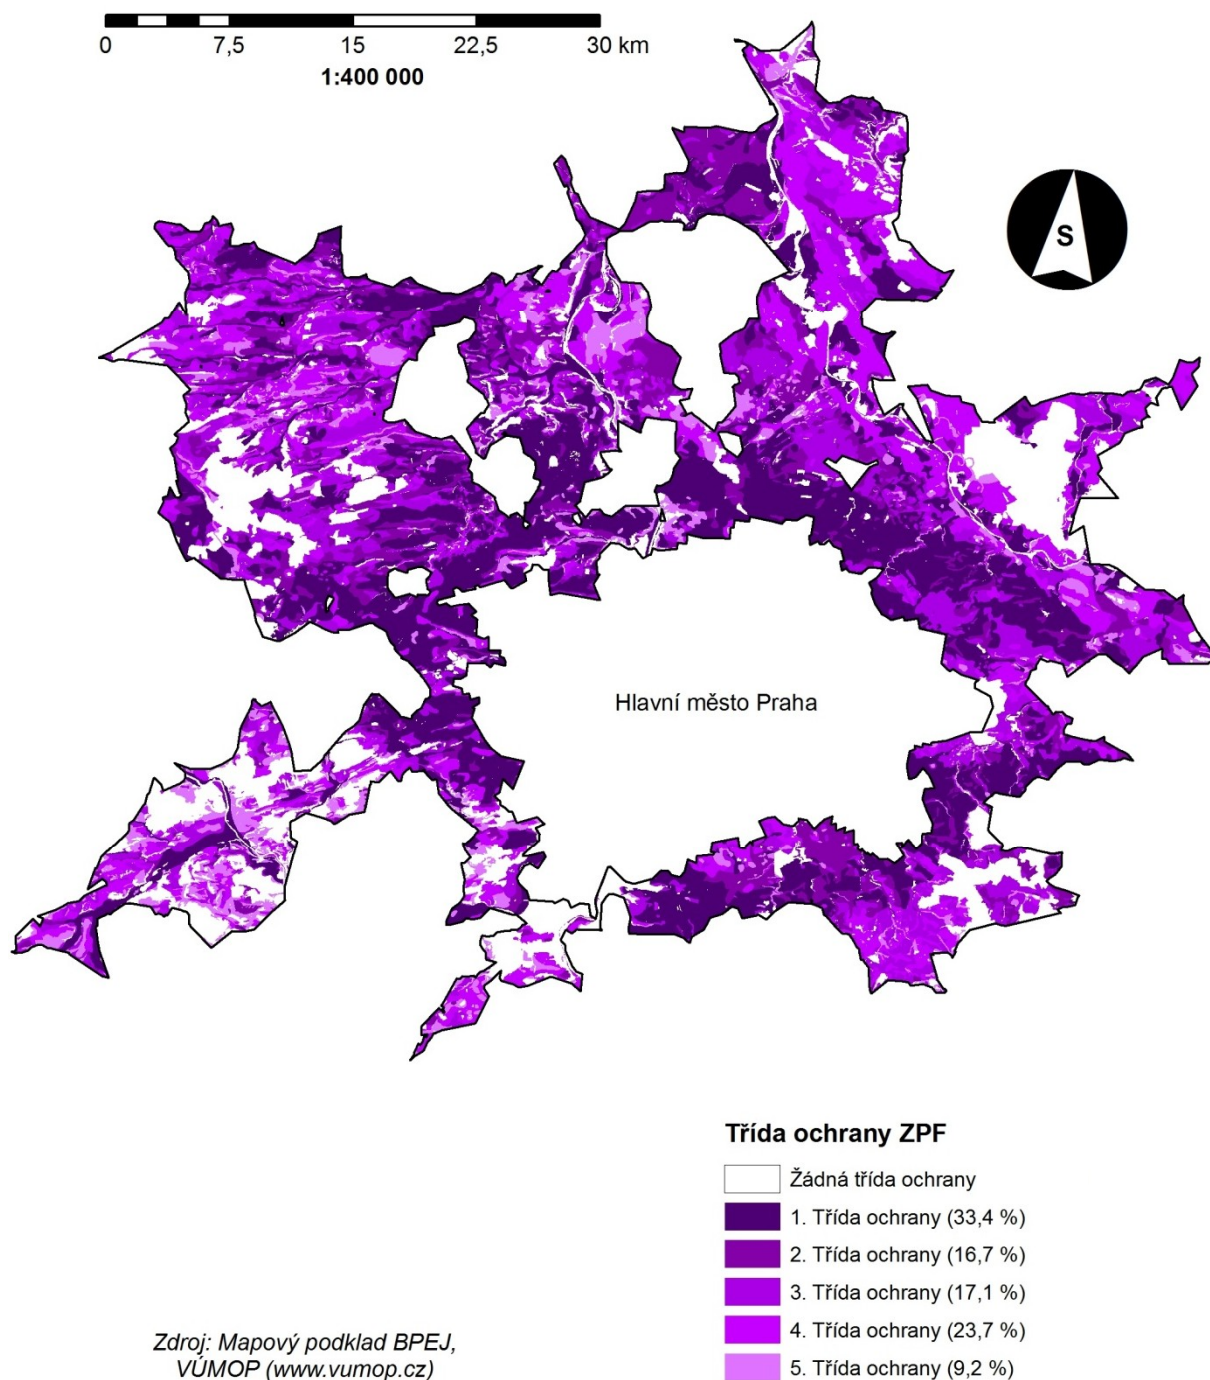 0 7,5 15 22,5 30 km
1:400 000
S
Hlavní město Praha
Třída ochrany ZPF
Žádná třída ochrany
1. Třída ochrany (33,4 %)
2. Třída ochrany (16,7 %)
3. Třída ochrany (17,1 %)
4. Třída ochrany (23,7 %)
5. Třída ochrany (9,2 %)
Zdroj: Mapový podklad BPEJ,
VÚMOP (www.vumop.cz)